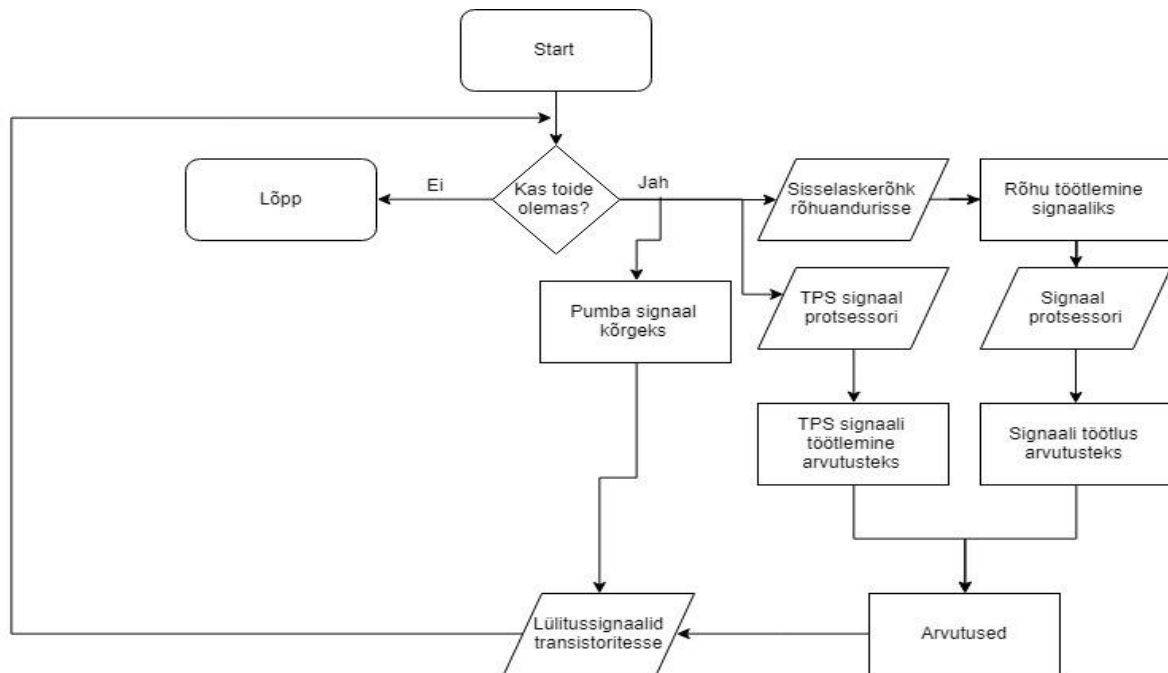 Start
Ei
Jah
Lõpp
Kas toide
olemas?
Sisselaskerõhk
rõhuandurisse
Rõhu töötlemine
signaaliks
Pumba signaal
kõrgeks
TPS signaal
protsessori
Signaal
protsessori
TPS signaali
töötlemine
arvutusteks
Signaali töötlus
arvutusteks
Lülitussignaalid
transistoritesse
Arvutused